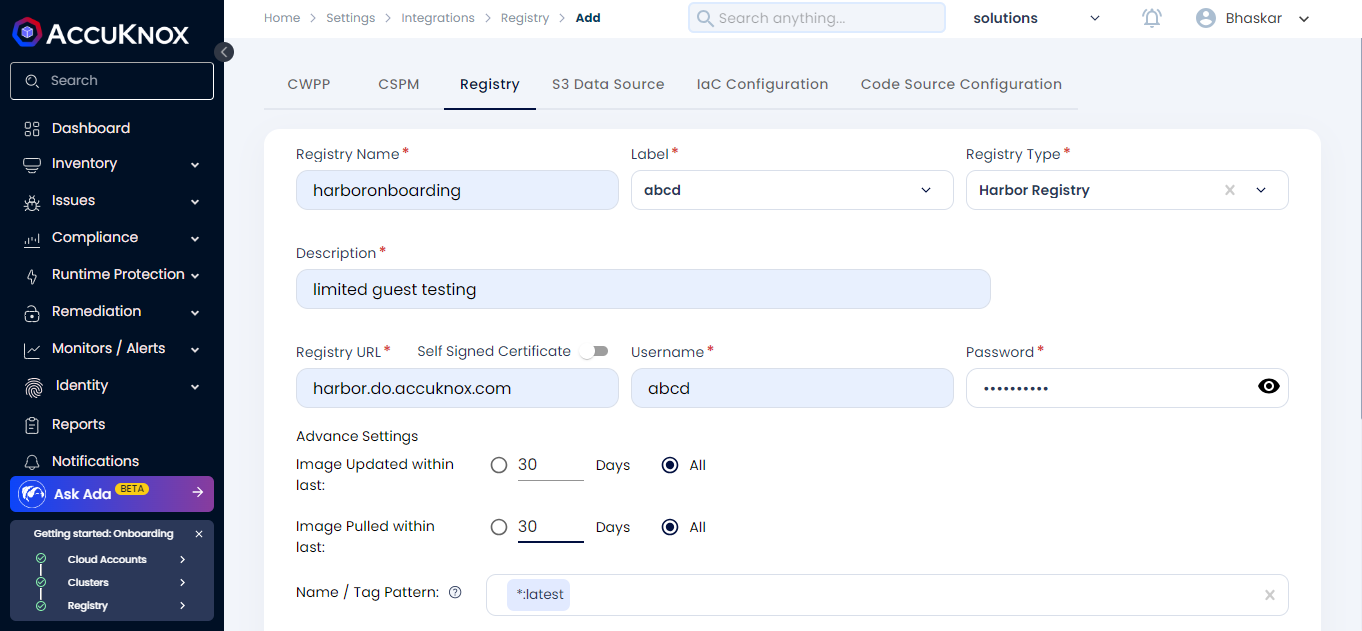 ACCUKNOX
Search
Dashboard
Inventory
Issues
Compliance
Runtime Protection
Remediation
Monitors / Alerts
Identity
Reports
Notifications
Ask Ada BETA
Getting started: Onboarding
Cloud Accounts
Clusters
Registry
Home > Settings > Integrations > Registry > Add
Search anything...
solutions
Bhaskar
CWPP CSPM Registry S3 Data Source IaC Configuration Code Source Configuration
Registry Name* Label* Registry Type*
harboronboarding abcd Harbor Registry
Description*
limited guest testing
Registry URL* Self Signed Certificate Username* Password*
harbor.do.accuknox.com abcd ••••••••••
Advance Settings
Image Updated within last: 30 Days All
Image Pulled within last: 30 Days All
Name / Tag Pattern: *:latest